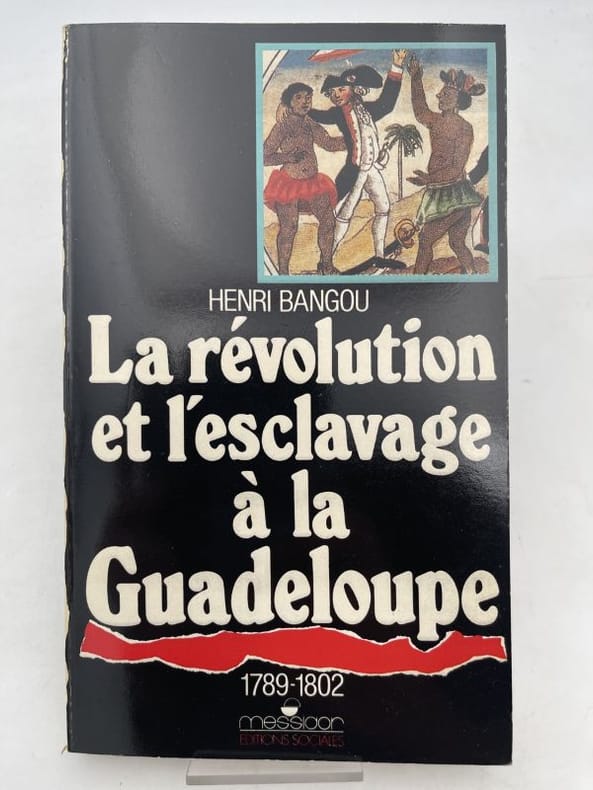 HENRI BANGOU
La révolution
et l'esclavage
à la
Guadeloupe
1789-1802
messidor
EDITIONS SOCIALES